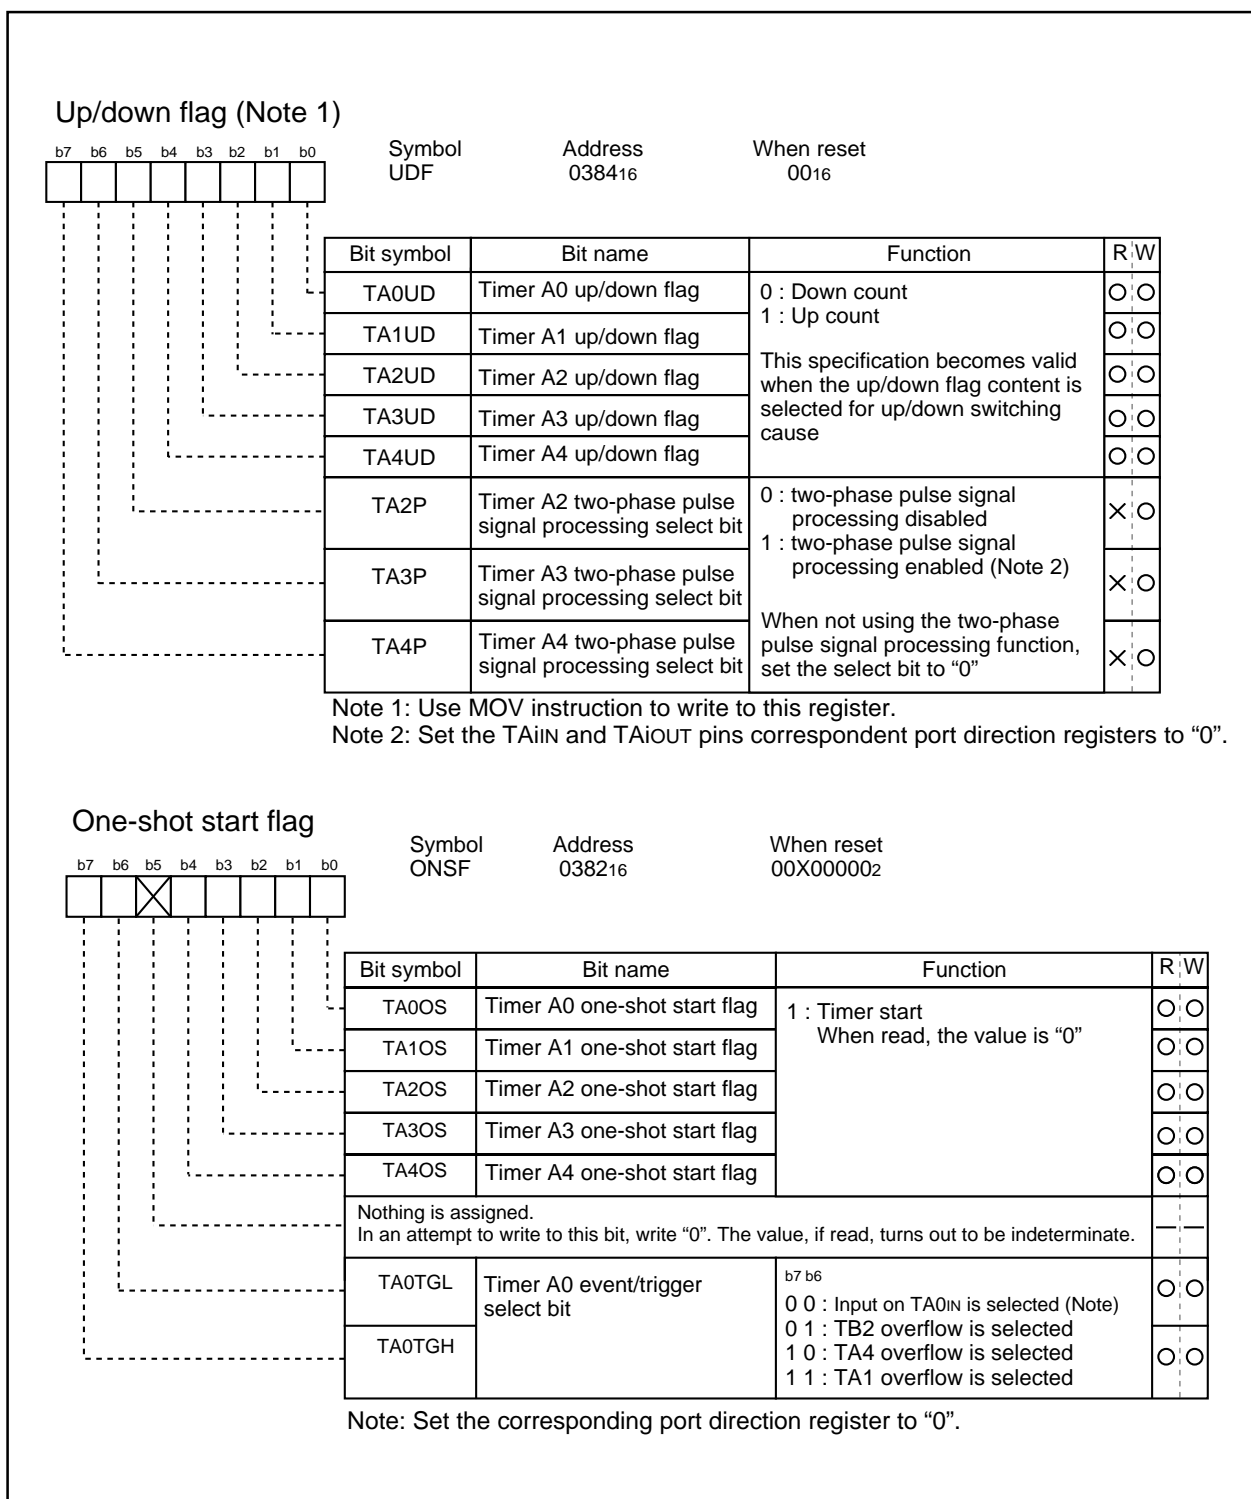 Up/down flag (Note 1)
b7 b6 b5 b4 b3 b2 b1 b0
Symbol Address When reset
UDF 038416 0016
Bit symbol Bit name Function R W
TA0UD Timer A0 up/down flag
TA1UD Timer A1 up/down flag
TA2UD Timer A2 up/down flag
TA3UD Timer A3 up/down flag
TA4UD Timer A4 up/down flag
0 : Down count
1 : Up count
This specification becomes valid
when the up/down flag content is
selected for up/down switching
cause
TA2P Timer A2 two-phase pulse
signal processing select bit
TA3P Timer A3 two-phase pulse
signal processing select bit
TA4P Timer A4 two-phase pulse
signal processing select bit
0 : two-phase pulse signal
processing disabled
1 : two-phase pulse signal
processing enabled (Note 2)
When not using the two-phase
pulse signal processing function,
set the select bit to “0”
Note 1: Use MOV instruction to write to this register.
Note 2: Set the TAiIN and TAiOUT pins correspondent port direction registers to “0”.
One-shot start flag
b7 b6 b5 b4 b3 b2 b1 b0
Symbol Address When reset
ONSF 038216 00X000002
Bit symbol Bit name Function R W
TA0OS Timer A0 one-shot start flag
TA1OS Timer A1 one-shot start flag
TA2OS Timer A2 one-shot start flag
TA3OS Timer A3 one-shot start flag
TA4OS Timer A4 one-shot start flag
1 : Timer start
When read, the value is “0”
Nothing is assigned.
In an attempt to write to this bit, write “0”. The value, if read, turns out to be indeterminate.
TA0TGL
TA0TGH
Timer A0 event/trigger
select bit
b7 b6
0 0 : Input on TA0IN is selected (Note)
0 1 : TB2 overflow is selected
1 0 : TA4 overflow is selected
1 1 : TA1 overflow is selected
Note: Set the corresponding port direction register to “0”.